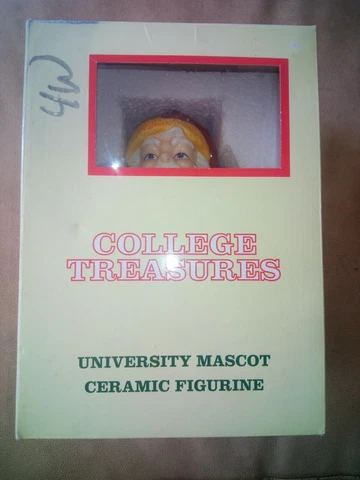 4W
COLLEGE
TREASURES
UNIVERSITY MASCOT
CERAMIC FIGURINE